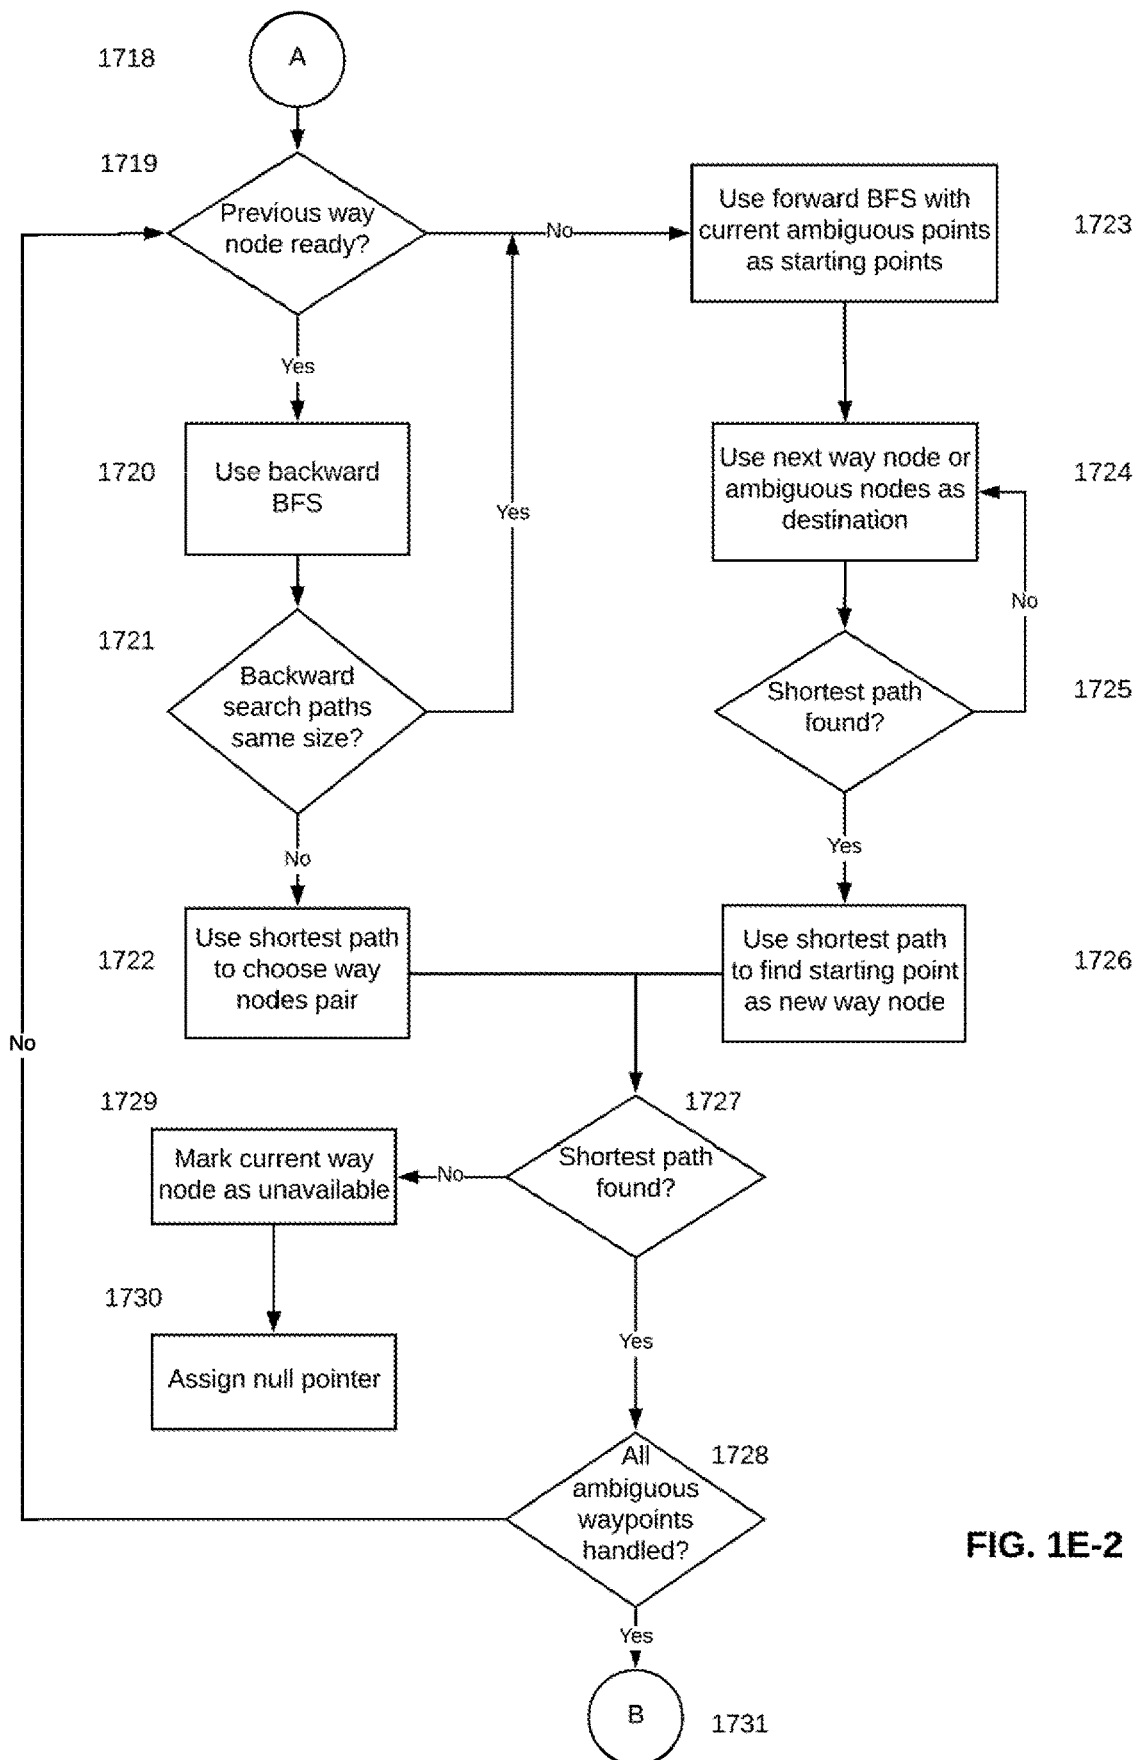 1718
A
1719
Previous way
node ready?
No
Use forward BFS with
current ambiguous points
as starting points
1723
Yes
1720
Use backward
BFS
Yes
Use next way node or
ambiguous nodes as
destination
1724
No
1721
Backward
search paths
same size?
Shortest path
found?
1725
No
Yes
1722
Use shortest path
to choose way
nodes pair
Use shortest path
to find starting point
as new way node
1726
No
1729
1727
Mark current way
node as unavailable
No
Shortest path
found?
1730
Assign null pointer
Yes
1728
All
ambiguous
waypoints
handled?
FIG. 1E-2
Yes
B
1731